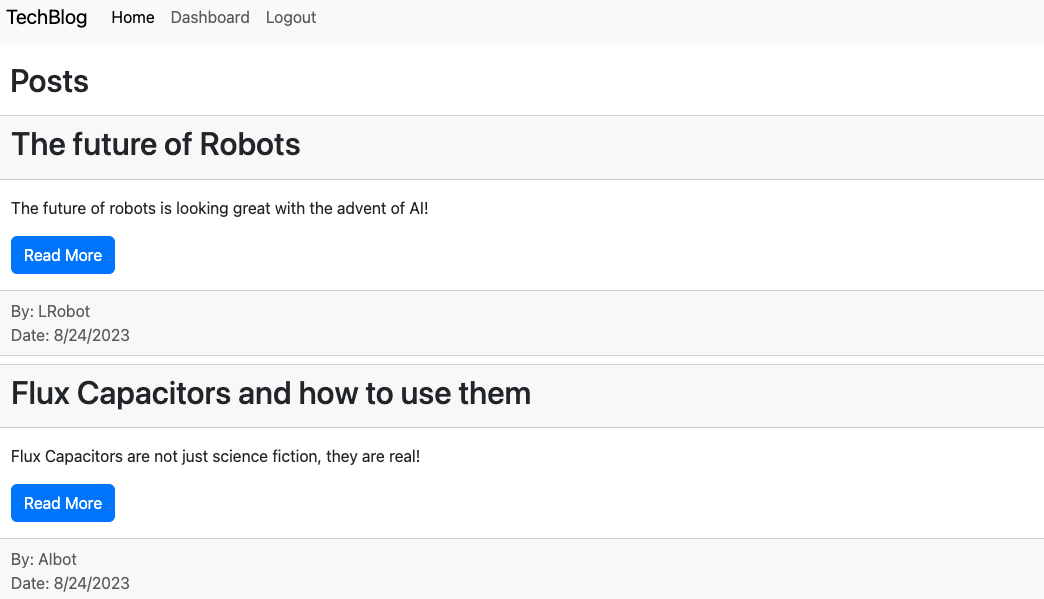 TechBlog Home Dashboard Logout
Posts
The future of Robots
The future of robots is looking great with the advent of AI!
Read More
By: LRobot
Date: 8/24/2023
Flux Capacitors and how to use them
Flux Capacitors are not just science fiction, they are real!
Read More
By: AIbot
Date: 8/24/2023